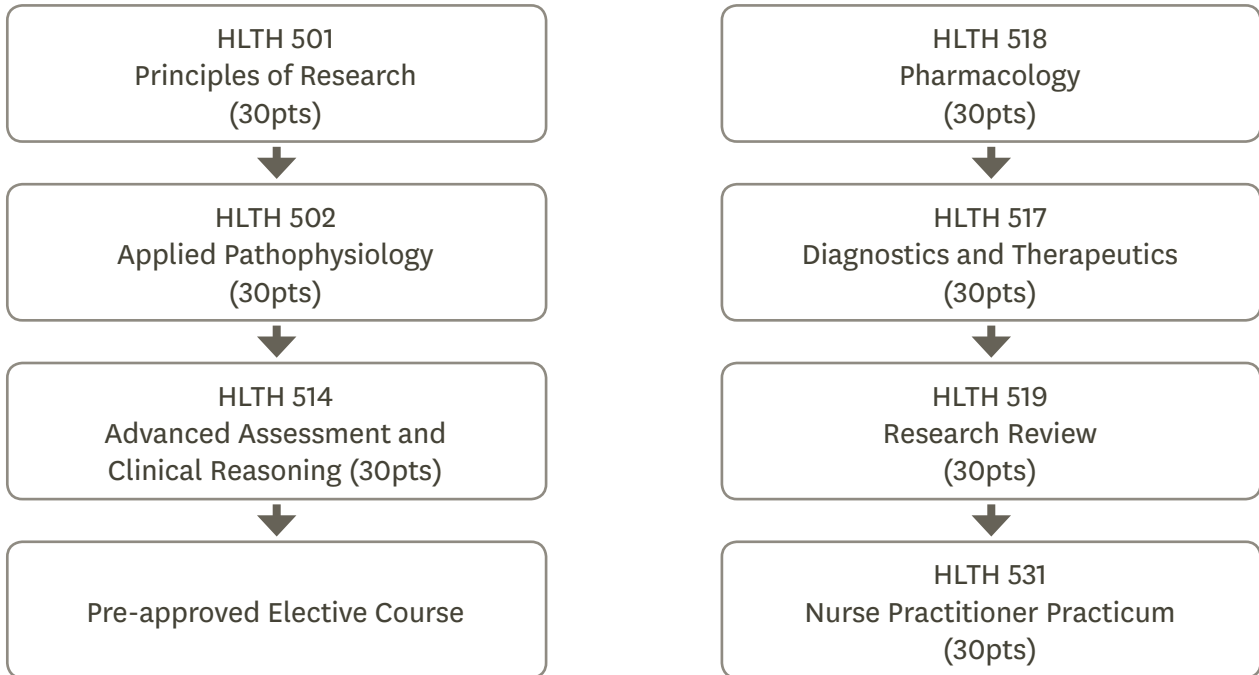 HLTH 501
Principles of Research
(30pts)
HLTH 502
Applied Pathophysiology
(30pts)
HLTH 514
Advanced Assessment and
Clinical Reasoning (30pts)
Pre-approved Elective Course
HLTH 518
Pharmacology
(30pts)
HLTH 517
Diagnostics and Therapeutics
(30pts)
HLTH 519
Research Review
(30pts)
HLTH 531
Nurse Practitioner Practicum
(30pts)